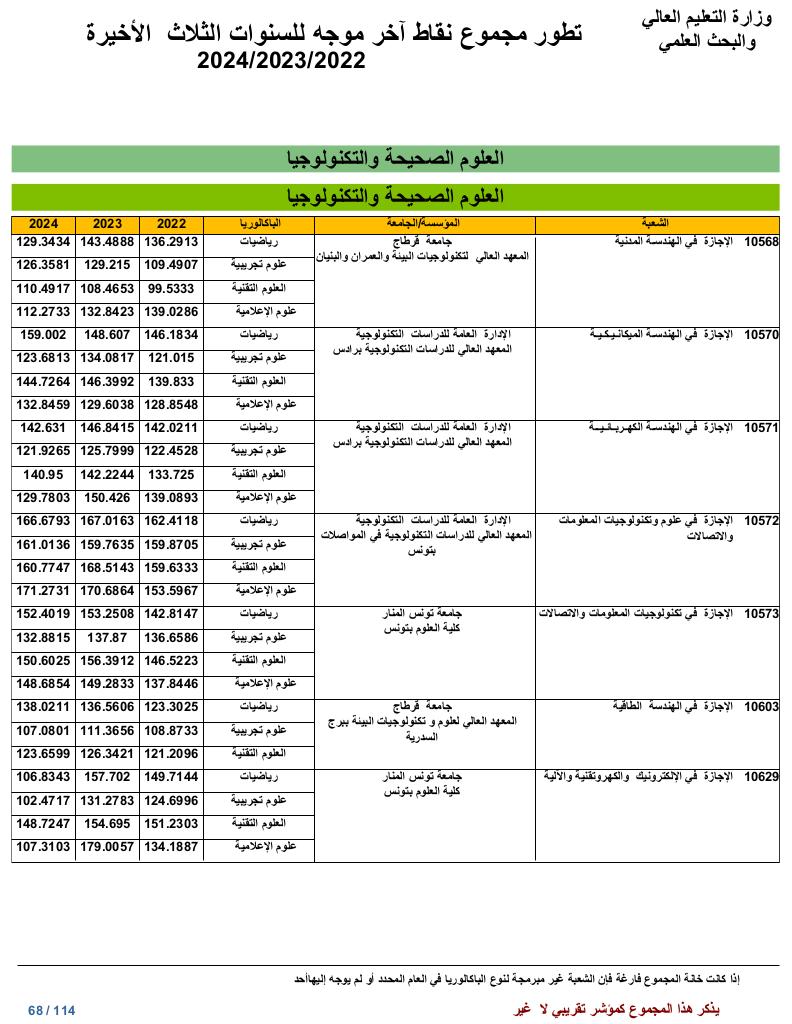 وزارة التعليم العالي
والبحث العلمي
تطور مجموع نقاط آخر موجه للسنوات الثلاث الأخيرة
2024/2023/2022
العلوم الصحيحة والتكنولوجيا
العلوم الصحيحة والتكنولوجيا
الشعبة المؤسسة/الجامعة الباكالوريا 2022 2023 2024
10568 الإجازة في الهندسة المدنية جامعة قرطاج رياضيات 136.2913 143.4888 129.3434
المعهد العالي لتكنولوجيات البيئة والعمران والبنيان
علوم تجريبية 109.4907 129.215 126.3581
العلوم التقنية 99.5333 108.4653 110.4917
علوم الإعلامية 139.0286 132.8423 112.2733
10570 الإجازة في الهندسة الميكانيكية الإدارة العامة للدراسات التكنولوجية رياضيات 146.1834 148.607 159.002
المعهد العالي للدراسات التكنولوجية برادس
علوم تجريبية 121.015 134.0817 123.6813
العلوم التقنية 139.833 146.3992 144.7264
علوم الإعلامية 128.8548 129.6038 132.8459
10571 الإجازة في الهندسة الكهربائية الإدارة العامة للدراسات التكنولوجية رياضيات 142.0211 146.8415 142.631
المعهد العالي للدراسات التكنولوجية برادس
علوم تجريبية 122.4528 125.7999 121.9265
العلوم التقنية 133.725 142.2244 140.95
علوم الإعلامية 139.0893 150.426 129.7803
10572 الإجازة في علوم وتكنولوجيات المعلومات الإدارة العامة للدراسات التكنولوجية رياضيات 162.4118 167.0163 166.6793
والاتصالات المعهد العالي للدراسات التكنولوجية في المواصلات
بتونس علوم تجريبية 159.8705 159.7635 161.0136
العلوم التقنية 159.6333 168.5143 160.7747
علوم الإعلامية 153.5967 170.6864 171.2731
10573 الإجازة في تكنولوجيات المعلومات والاتصالات جامعة تونس المنار رياضيات 142.8147 153.2508 152.4019
كلية العلوم بتونس
علوم تجريبية 136.6586 137.87 132.8815
العلوم التقنية 146.5223 156.3912 150.6025
علوم الإعلامية 137.8446 149.2833 148.6854
10603 الإجازة في الهندسة الطاقية جامعة قرطاج رياضيات 123.3025 136.5606 138.0211
المعهد العالي لعلوم و تكنولوجيات البيئة ببرج
السدرية علوم تجريبية 108.8733 111.3656 107.0801
العلوم التقنية 121.2096 126.3421 123.6599
10629 الإجازة في الإلكترونيك والكهروتقنية والآلية جامعة تونس المنار رياضيات 149.7144 157.702 106.8343
كلية العلوم بتونس
علوم تجريبية 124.6996 131.2783 102.4717
العلوم التقنية 151.2303 154.695 148.7247
علوم الإعلامية 134.1887 179.0057 107.3103
إذا كانت خانة المجموع فارغة فإن الشعبة غير مبرمجة لنوع الباكالوريا في العام المحدد أو لم يوجه إليهاأحد
يذكر هذا المجموع كمؤشر تقريبي لا غير
68 / 114